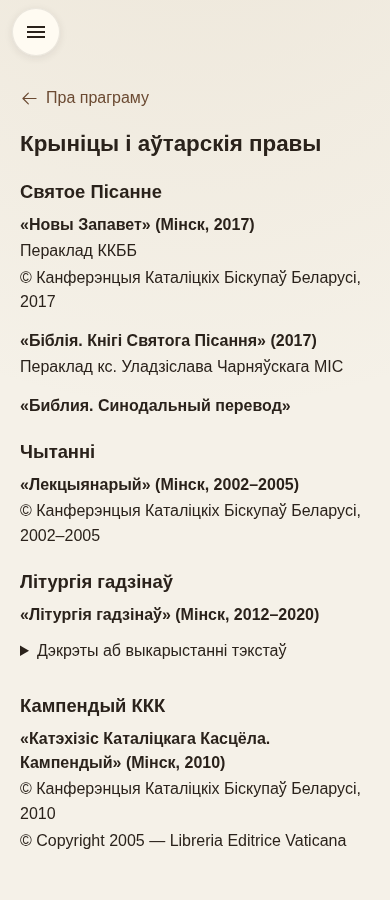 Пра праграму
Крыніцы і аўтарскія правы
Святое Пісанне
«Новы Запавет» (Мінск, 2017)
Пераклад ККББ
© Канферэнцыя Каталіцкіх Біскупаў Беларусі,
2017
«Біблія. Кнігі Святога Пісання» (2017)
Пераклад кс. Уладзіслава Чарняўскага MIC
«Библия. Синодальный перевод»
Чытанні
«Лекцыянарый» (Мінск, 2002–2005)
© Канферэнцыя Каталіцкіх Біскупаў Беларусі,
2002–2005
Літургія гадзінаў
«Літургія гадзінаў» (Мінск, 2012–2020)
Дэкрэты аб выкарыстанні тэкстаў
Кампендый ККК
«Катэхізіс Каталіцкага Касцёла.
Кампендый» (Мінск, 2010)
© Канферэнцыя Каталіцкіх Біскупаў Беларусі,
2010
© Copyright 2005 — Libreria Editrice Vaticana